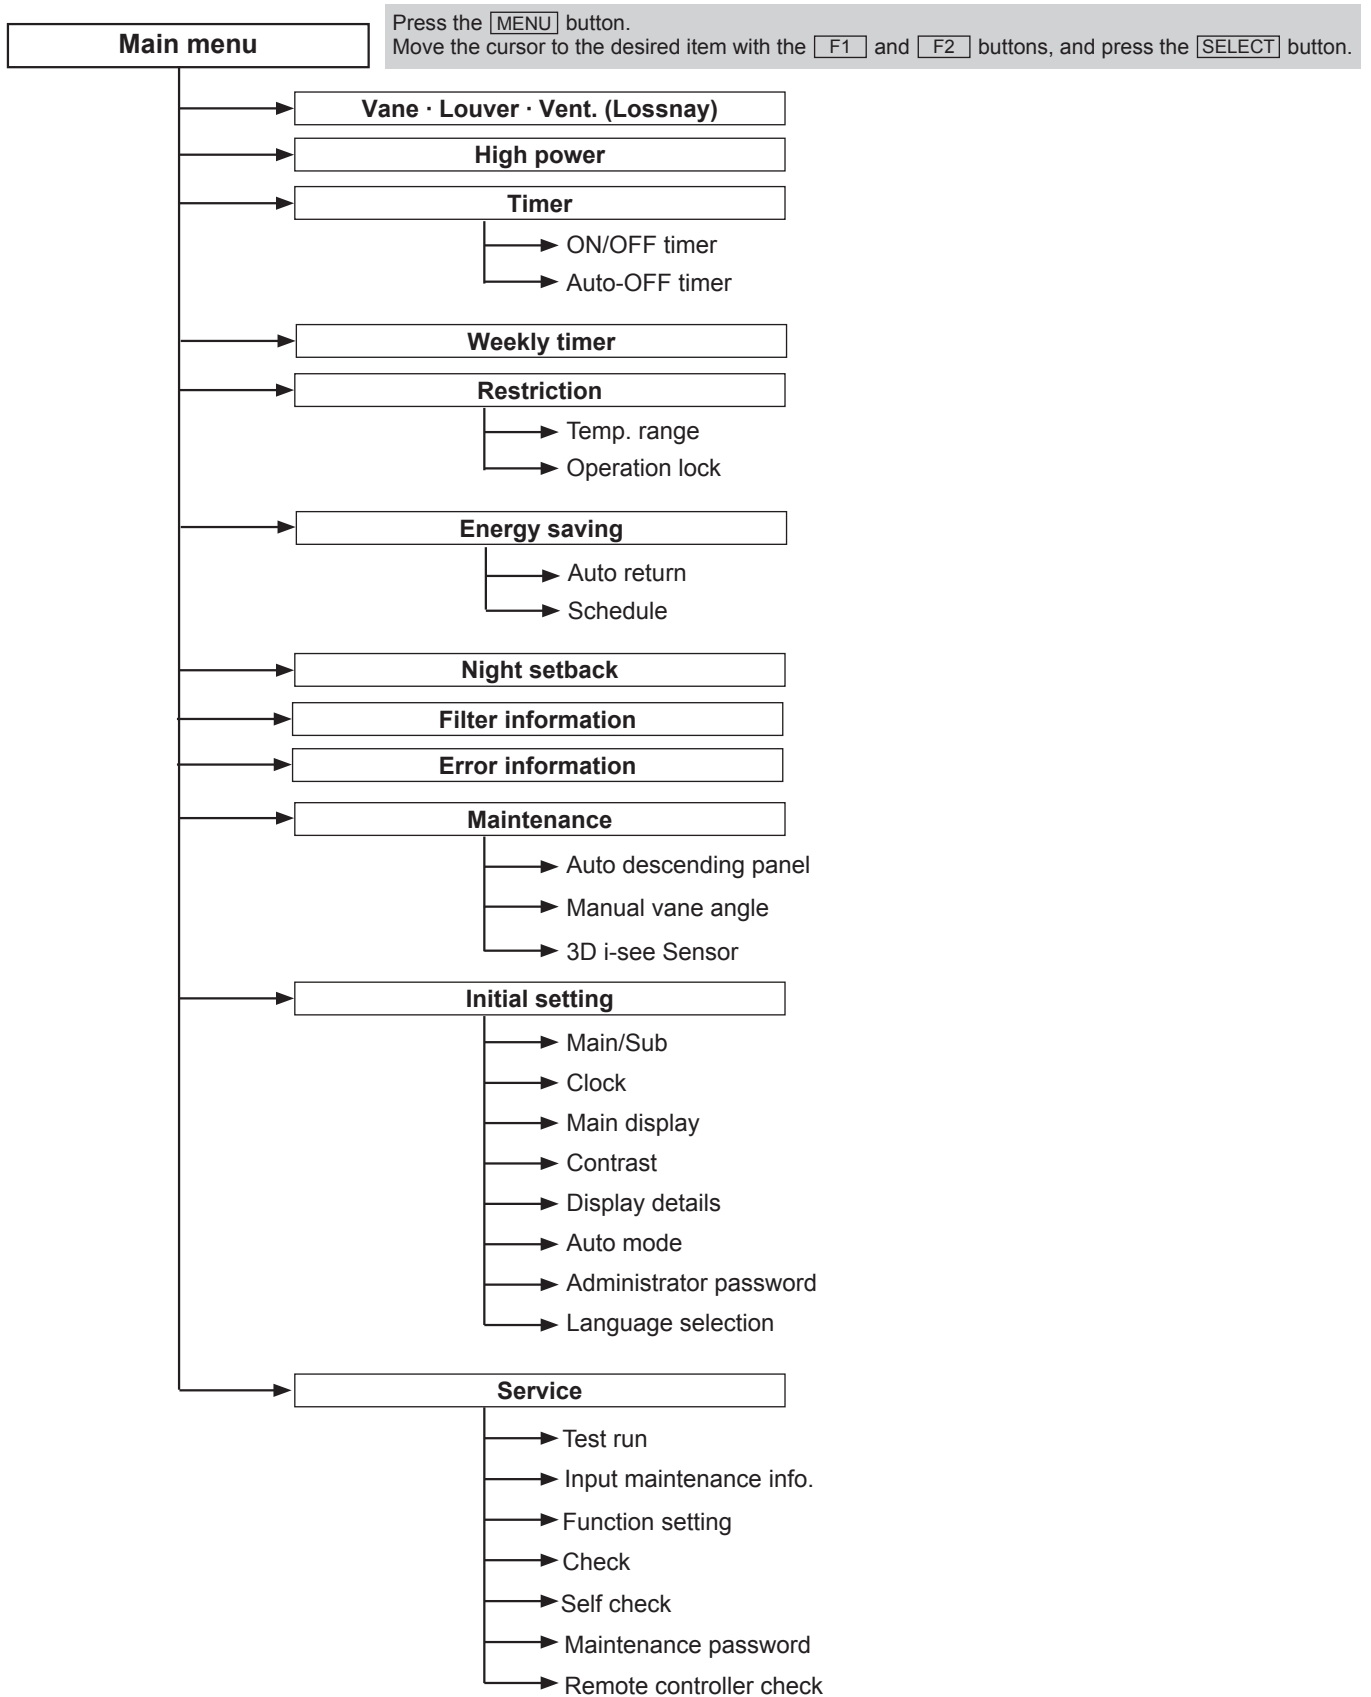 Main menu
Press the MENU button.
Move the cursor to the desired item with the F1 and F2 buttons, and press the SELECT button.
Vane · Louver · Vent. (Lossnay)
High power
Timer
ON/OFF timer
Auto-OFF timer
Weekly timer
Restriction
Temp. range
Operation lock
Energy saving
Auto return
Schedule
Night setback
Filter information
Error information
Maintenance
Auto descending panel
Manual vane angle
3D i-see Sensor
Initial setting
Main/Sub
Clock
Main display
Contrast
Display details
Auto mode
Administrator password
Language selection
Service
Test run
Input maintenance info.
Function setting
Check
Self check
Maintenance password
Remote controller check